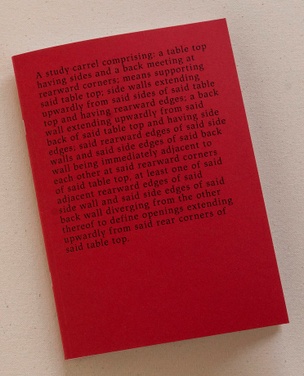 A study carrel comprising: a table top
having sides and a back meeting at
rearward corners; means supporting
said table top; side walls extending
upwardly from said sides of said table
top and having rearward edges; a back
wall extending upwardly from said
back of said table top and having side
edges; said rearward edges of said side
walls and said side edges of said back
wall being immediately adjacent to
each other at said rearward corners
of said table top, at least one of said
adjacent rearward edges of said
side wall and said side edges of said
back wall diverging from the other
thereof to define openings extending
upwardly from said rear corners of
said table top.